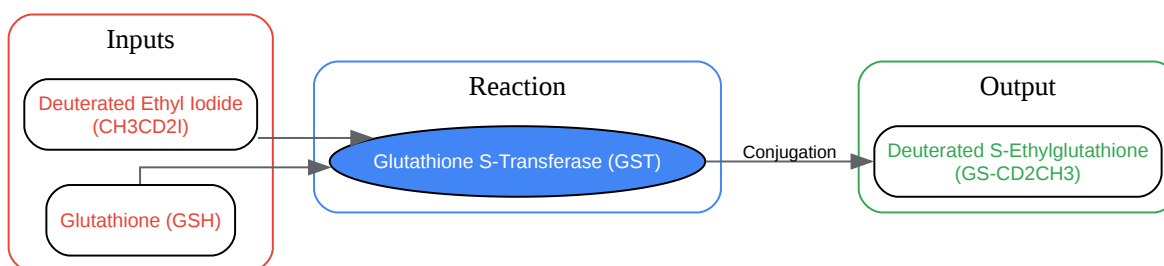 Inputs
Deuterated Ethyl Iodide
(CH3CD2I)
Glutathione (GSH)
Reaction
Glutathione S-Transferase (GST)
Conjugation
Output
Deuterated S-Ethylglutathione
(GS-CD2CH3)